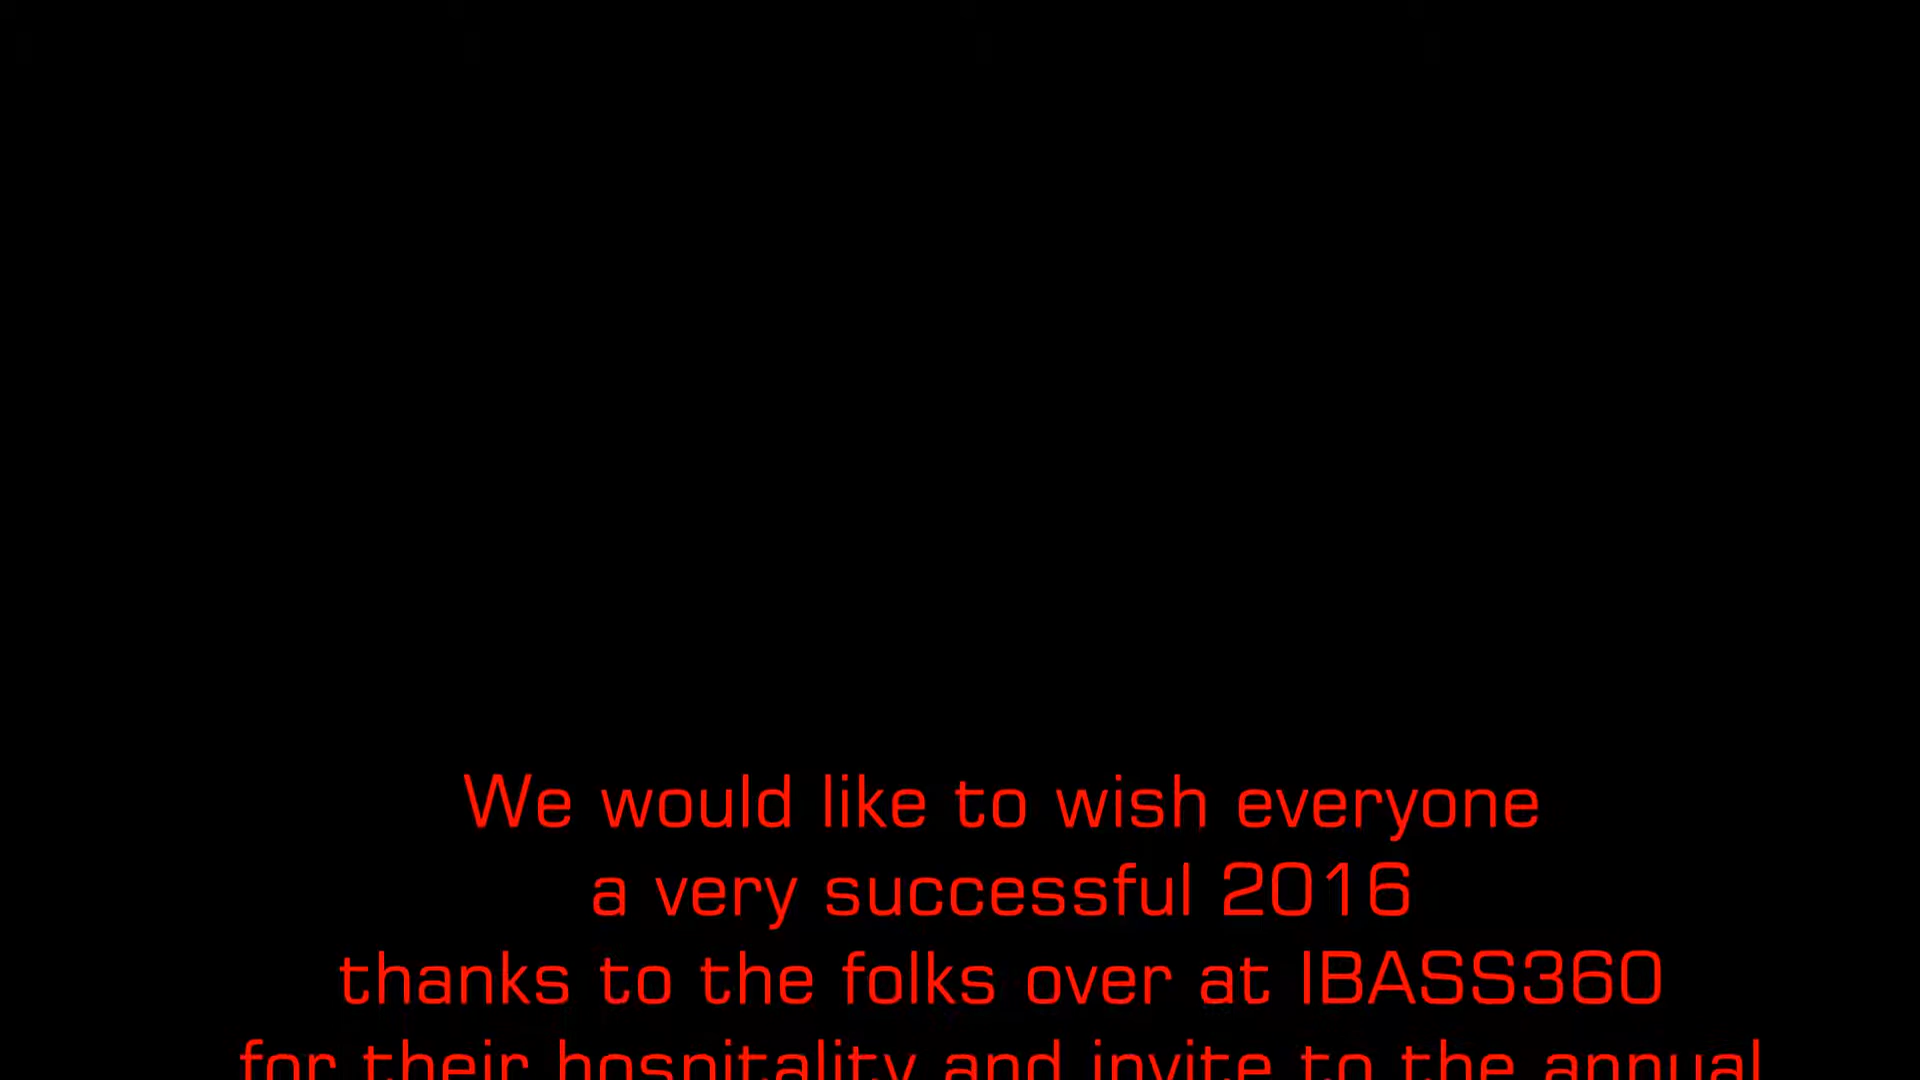 We would like to wish everyone
a very successful 2016
thanks to the folks over at IBASS360
for their hospitality and invite to the annual